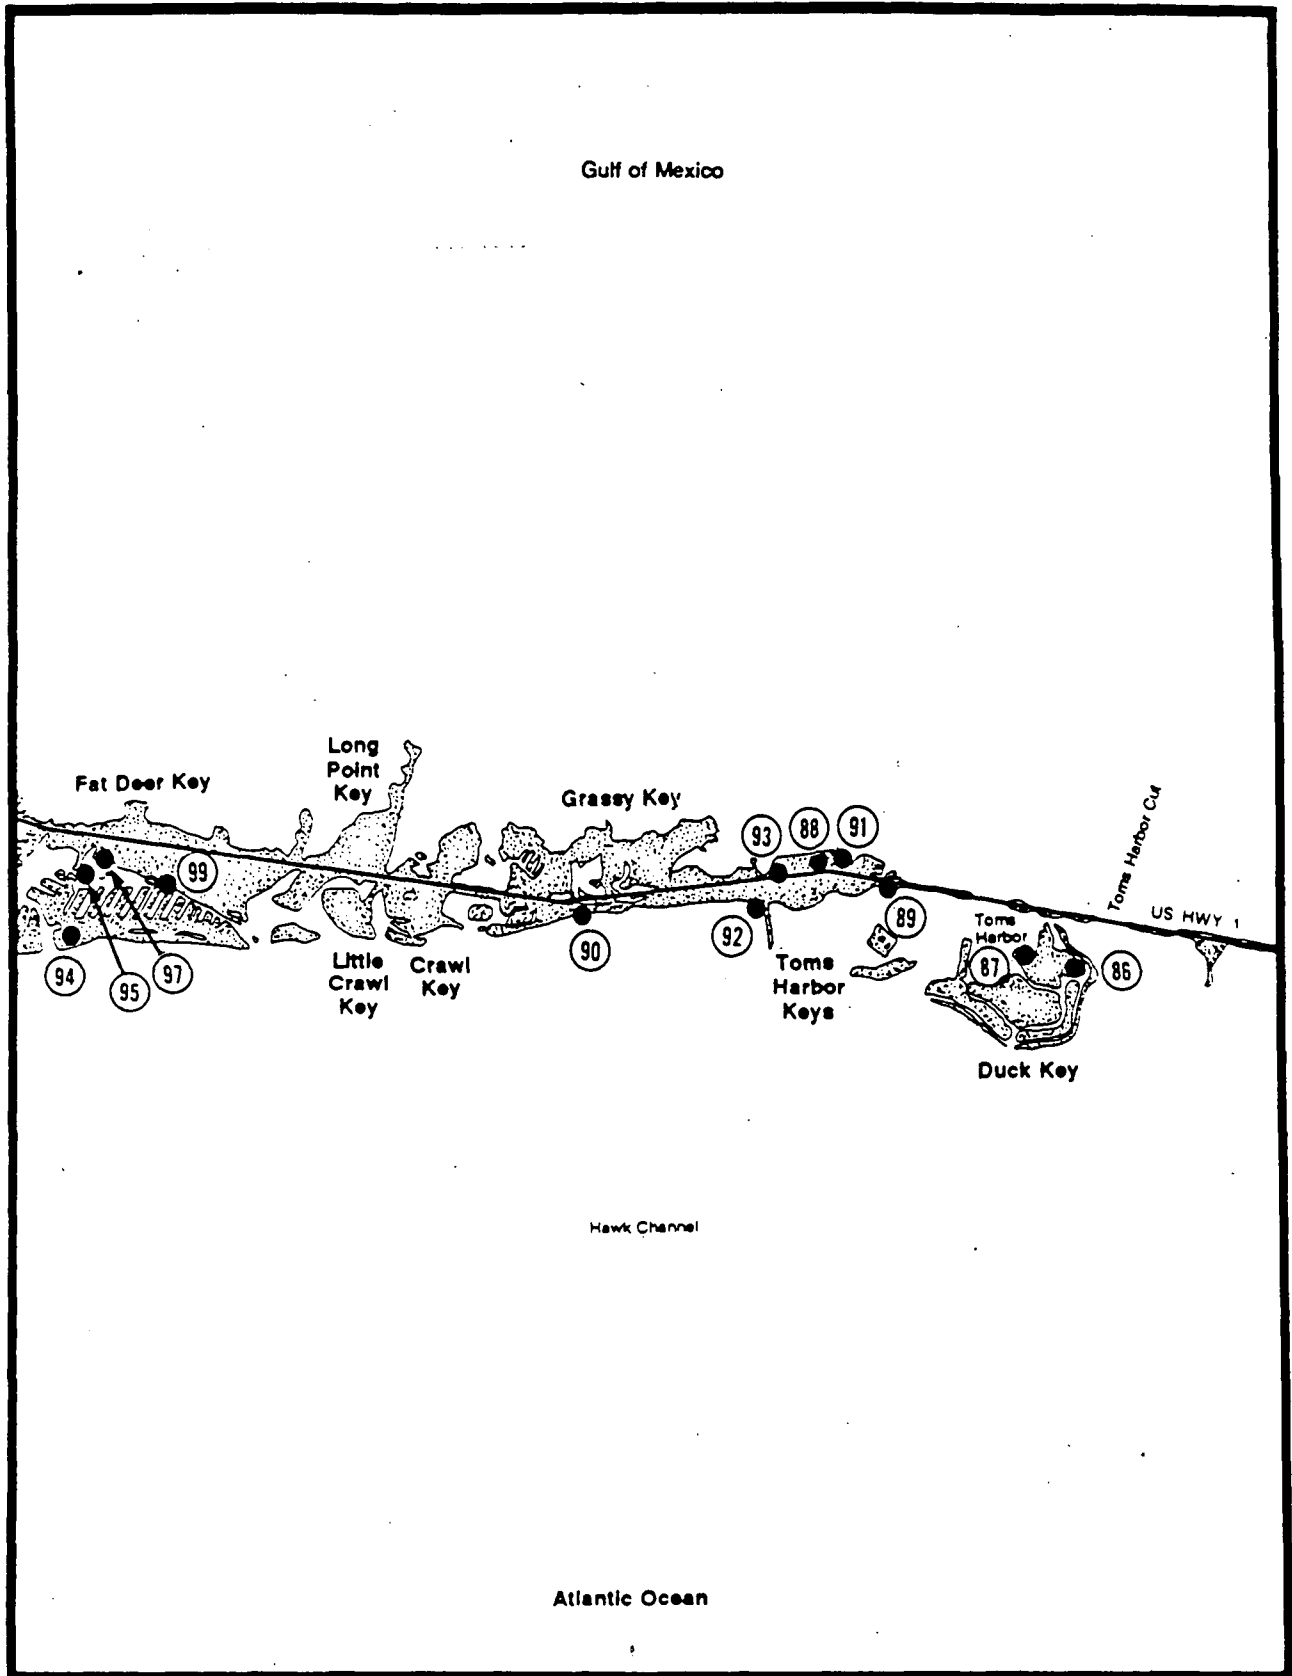 Gulf of Mexico
Long
Point
Key
Fat Deer Key
Grassy Key
Toms Harbor Cut
93
88
91
99
US HWY 1
89
Toms
Harbor
92
90
87
86
94
95
97
Little
Crawl
Key
Crawl
Key
Toms
Harbor
Keys
Duck Key
Hawk Channel
Atlantic Ocean